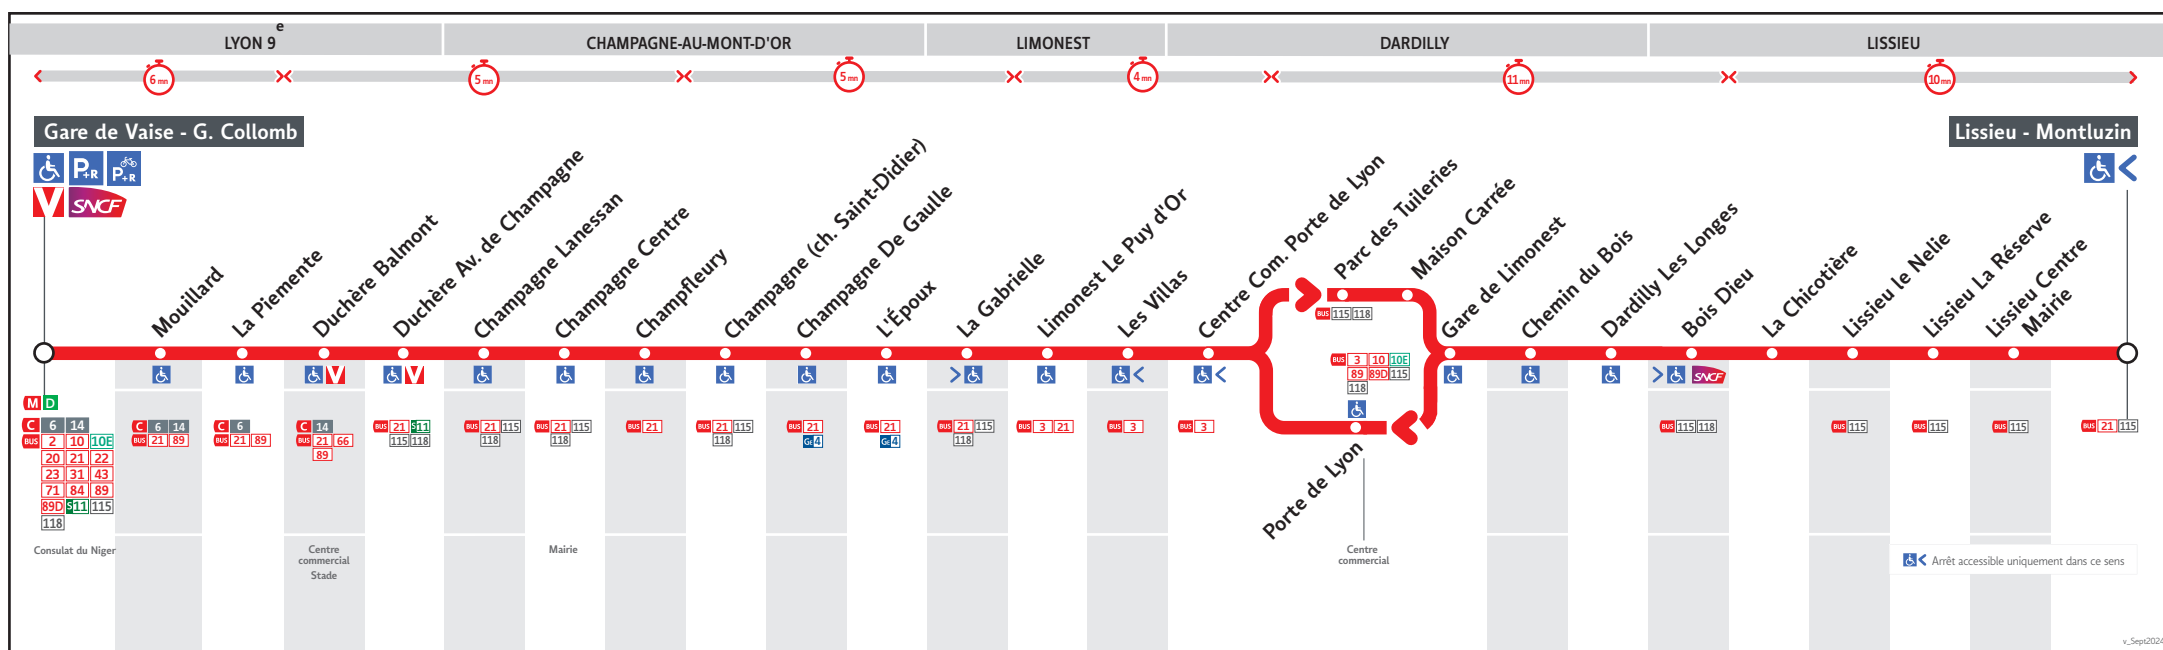 LYON 9e
CHAMPAGNE-AU-MONT-D'OR
LIMONEST
DARDILLY
LISSIEU
6 mn
5 mn
5 mn
4 mn
11 mn
10 mn
Gare de Vaise - G. Collomb
P+R
P+R
V
SNCF
Lissieu - Montluzin
Mouillard
La Piemente
Duchère Balmont
Duchère Av. de Champagne
Champagne Lanessan
Champagne Centre
Champfleury
Champagne (ch. Saint-Didier)
Champagne De Gaulle
L'Époux
La Gabrielle
Limonest Le Puy d'Or
Les Villas
Centre Com. Porte de Lyon
Parc des Tuileries
Maison Carrée
Porte de Lyon
Gare de Limonest
Chemin du Bois
Dardilly Les Longes
Bois Dieu
La Chicotière
Lissieu le Nelie
Lissieu La Réserve
Lissieu Centre
Mairie
V
V
SNCF
M D
C 6 14
BUS 2 10 10E
20 21 22
23 31 43
71 84 89
89D S11 115
118
C 6 14
BUS 21 89
C 6
BUS 21 89
C 14
BUS 21 66
89
BUS 21 S11
115 118
BUS 21 115
118
BUS 21 115
118
BUS 21
BUS 21 115
118
BUS 21
GE 4
BUS 21
GE 4
BUS 21 115
118
BUS 3 21
BUS 3
BUS 3
BUS 115 118
BUS 3 10 10E
89 89D 115
118
BUS 115 118
BUS 115
BUS 115
BUS 115
BUS 21 115
Consulat du Niger
Centre
commercial
Stade
Mairie
Centre
commercial
Arrêt accessible uniquement dans ce sens
v_Sept2024